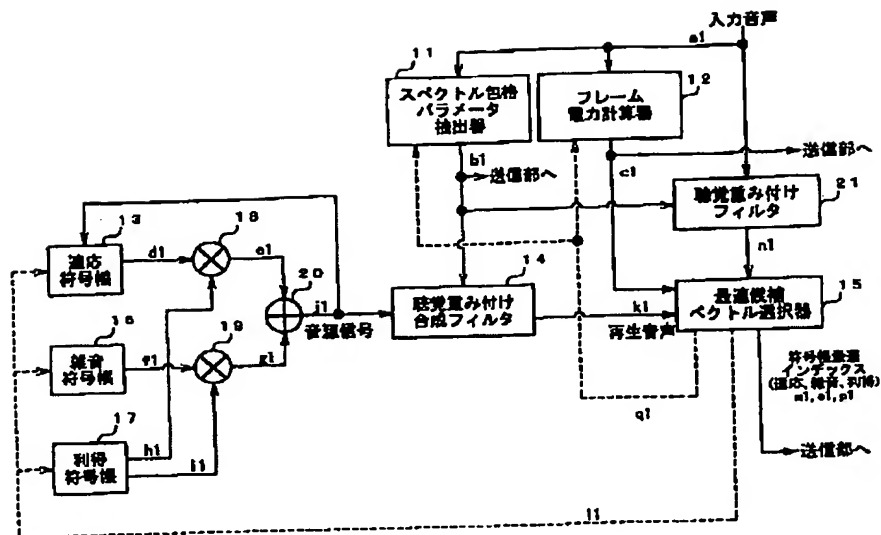 入力音声
a1
11
スペクトル包格
パラメータ
抽出器
12
フレーム
電力計算器
b1
送信部へ
c1
送信部へ
聴覚重み付け
フィルタ
21
n1
13
適応
符号帳
d1
18
e1
20
j1
音源信号
14
聴覚重み付け
合成フィルタ
k1
再生音声
最適候補
ベクトル選択器
15
16
雑音
符号帳
f1
19
g1
17
利得
符号帳
h1
i1
q1
符号帳最適
インデックス
(適応、雑音、利得)
m1,o1,p1
送信部へ
l1